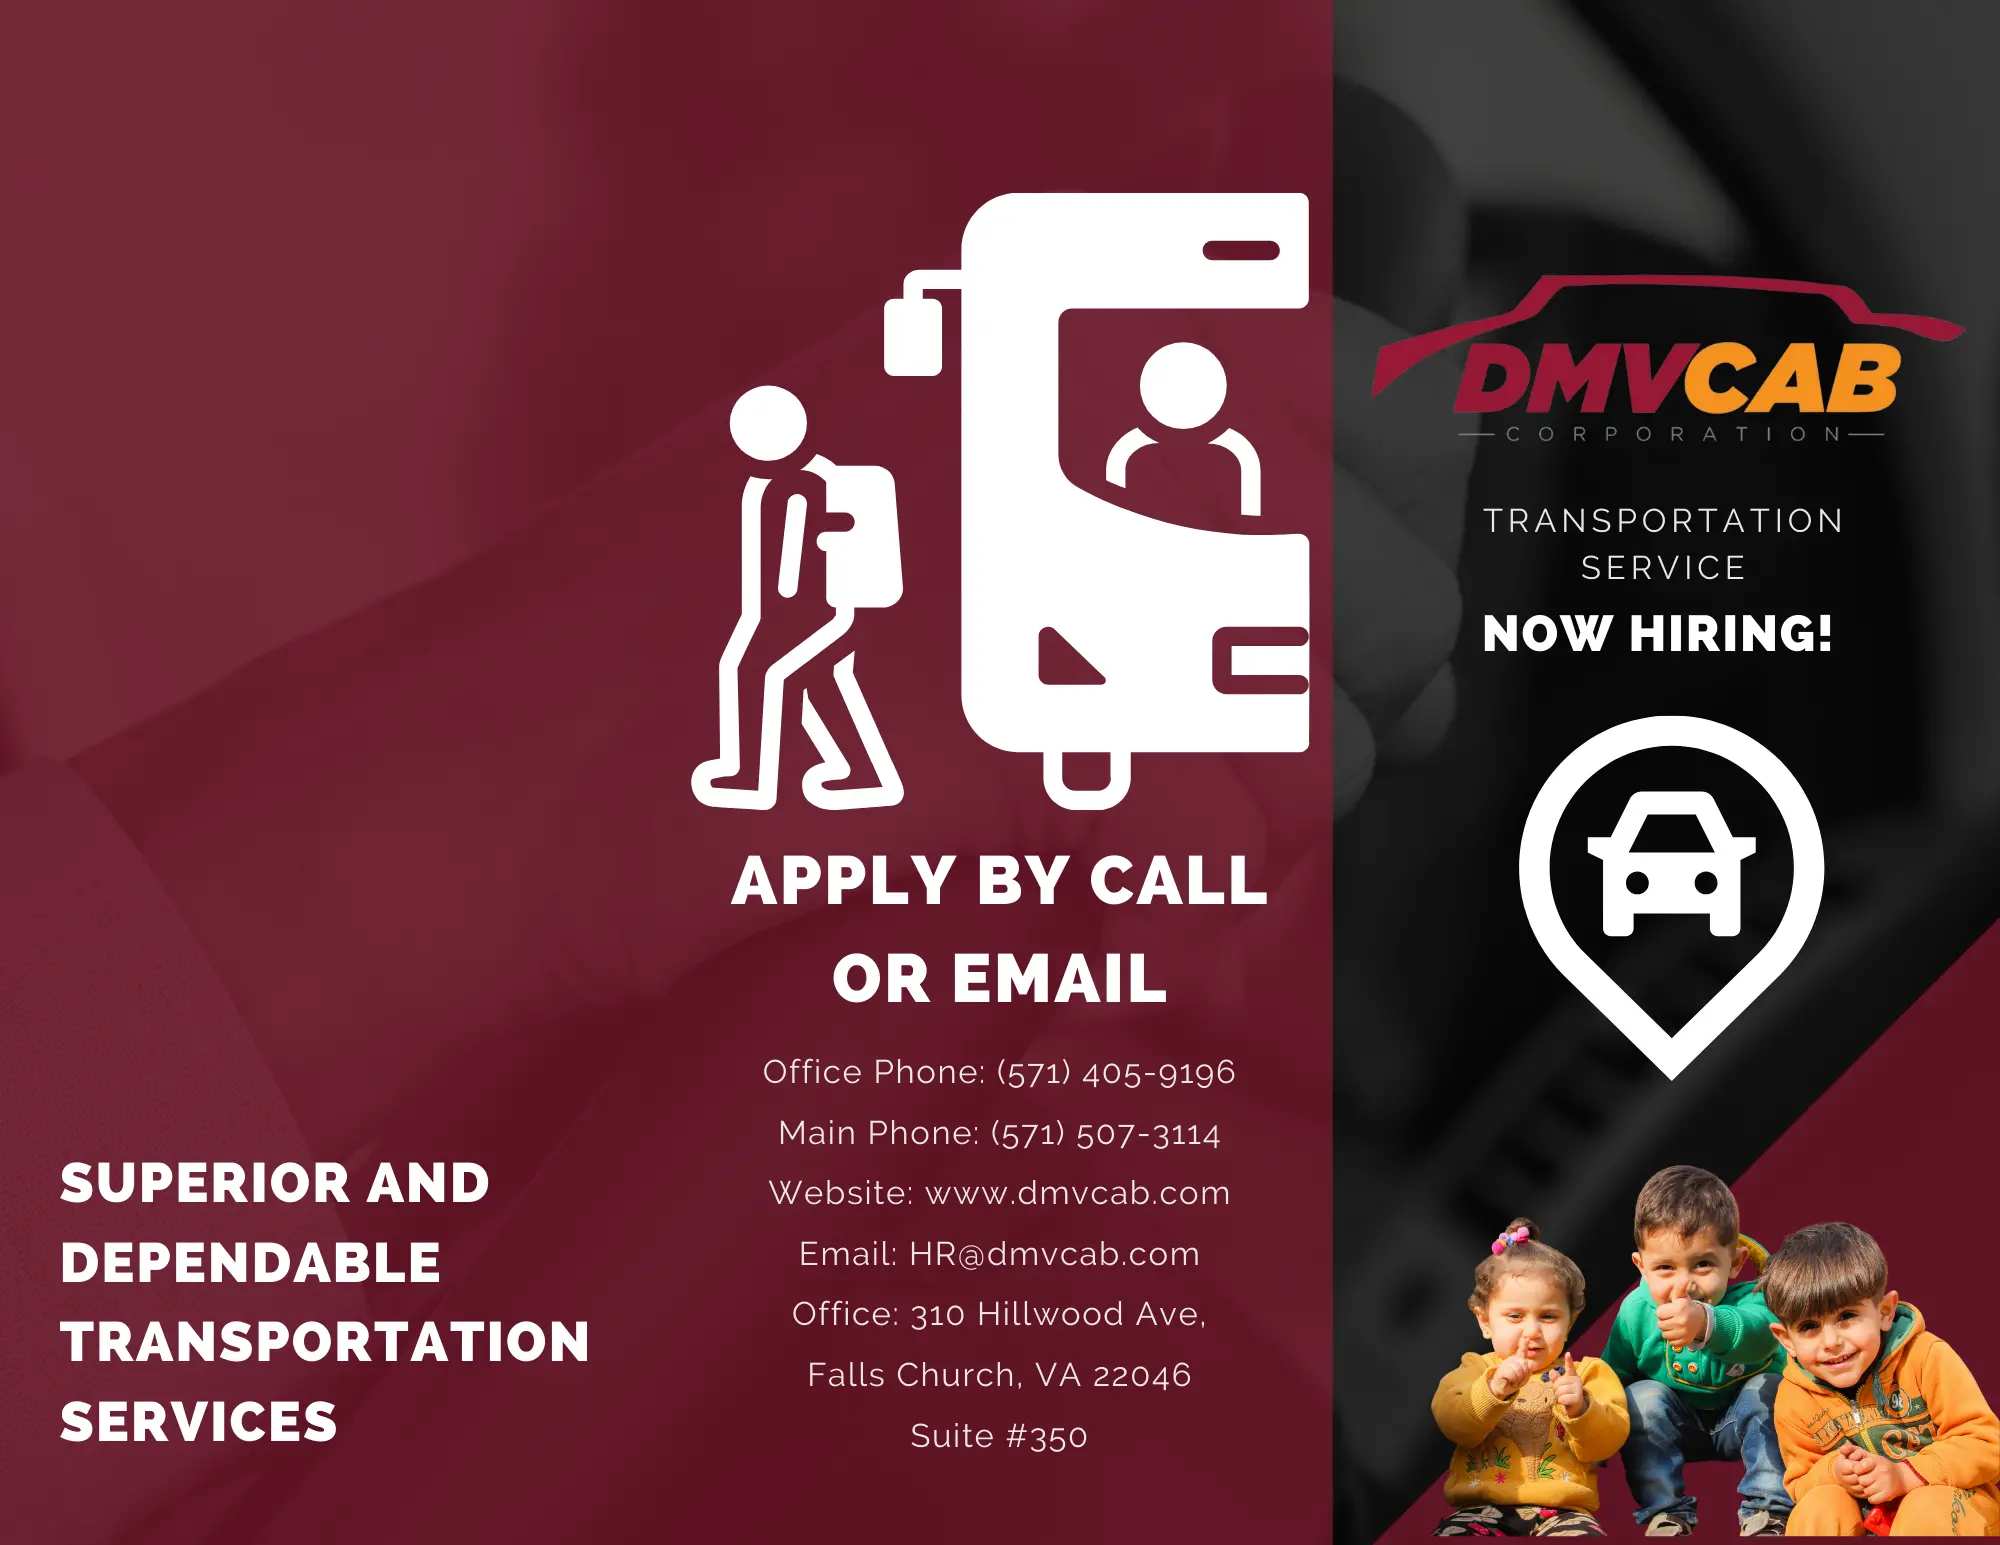 SUPERIOR AND
DEPENDABLE
TRANSPORTATION
SERVICES
APPLY BY CALL
OR EMAIL
Office Phone: (571) 405-9196
Main Phone: (571) 507-3114
Website: www.dmvcab.com
Email: HR@dmvcab.com
Office: 310 Hillwood Ave,
Falls Church, VA 22046
Suite #350
DMVCAB
CORPORATION
TRANSPORTATION
SERVICE
NOW HIRING!